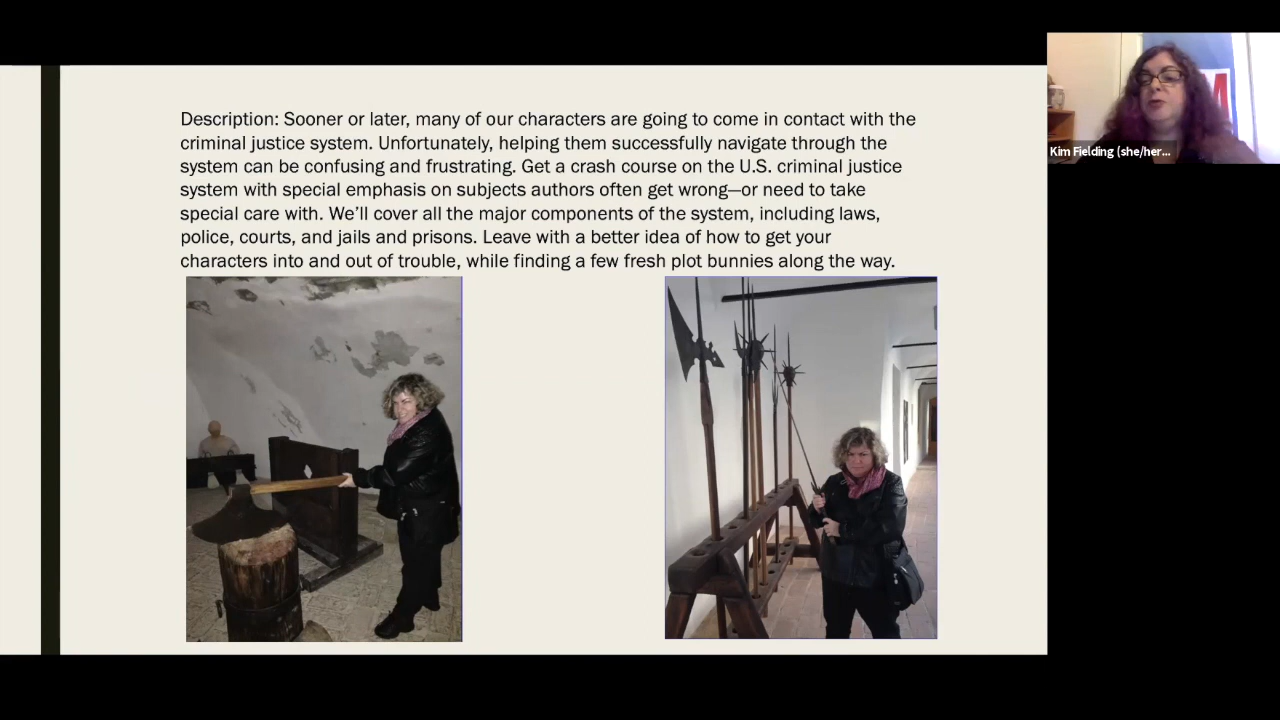 Description: Sooner or later, many of our characters are going to come in contact with the
criminal justice system. Unfortunately, helping them successfully navigate through the
system can be confusing and frustrating. Get a crash course on the U.S. criminal justice
system with special emphasis on subjects authors often get wrong—or need to take
special care with. We’ll cover all the major components of the system, including laws,
police, courts, and jails and prisons. Leave with a better idea of how to get your
characters into and out of trouble, while finding a few fresh plot bunnies along the way.
Kim Fielding (she/her...